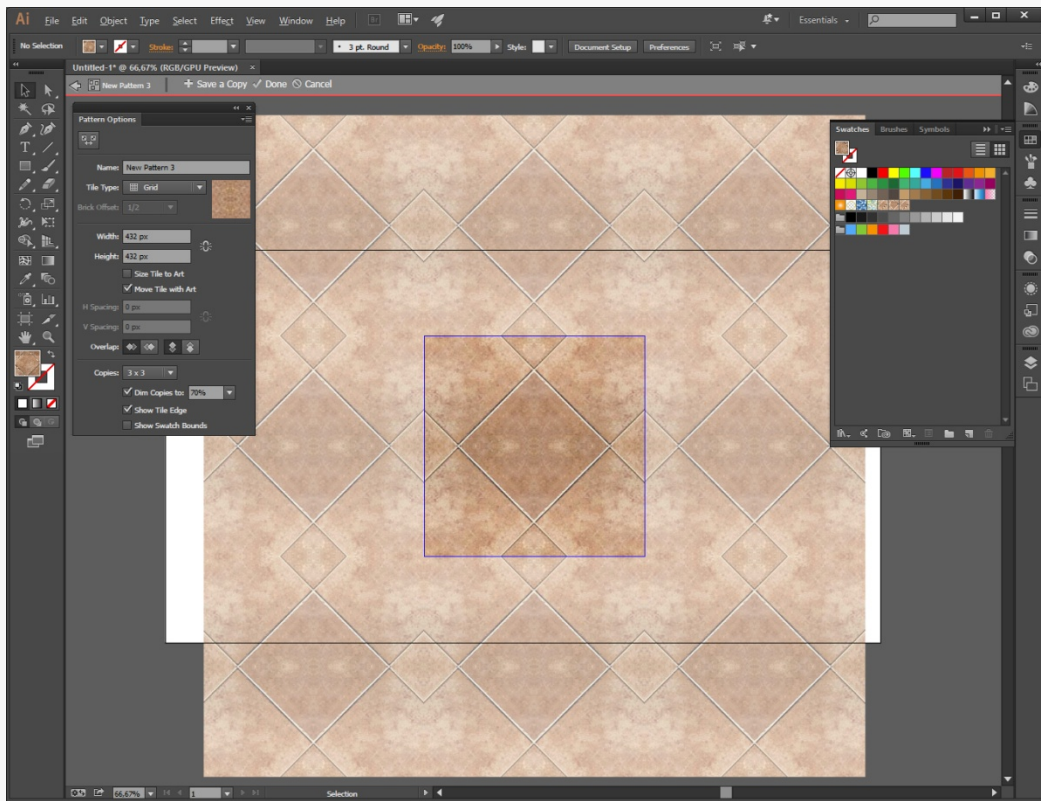 Ai File Edit Object Type Select Effect View Window Help Essentials
No Selection Stroke: 3 pt. Round Opacity: 100% Style: Document Setup Preferences
Untitled-1* @ 66,67% (RGB/GPU Preview) ×
New Pattern 3 + Save a Copy ✓ Done Cancel
Pattern Options
Name: New Pattern 3
Tile Type: Grid
Brick Offset: 1/2
Width: 432 px
Height: 432 px
Size Tile to Art
Move Tile with Art
H Spacing: 0 px
V Spacing: 0 px
Overlap:
Copies: 3 x 3
Dim Copies to: 70%
Show Tile Edge
Show Swatch Bounds
Swatches Brushes Symbols
66,67% 1 Selection